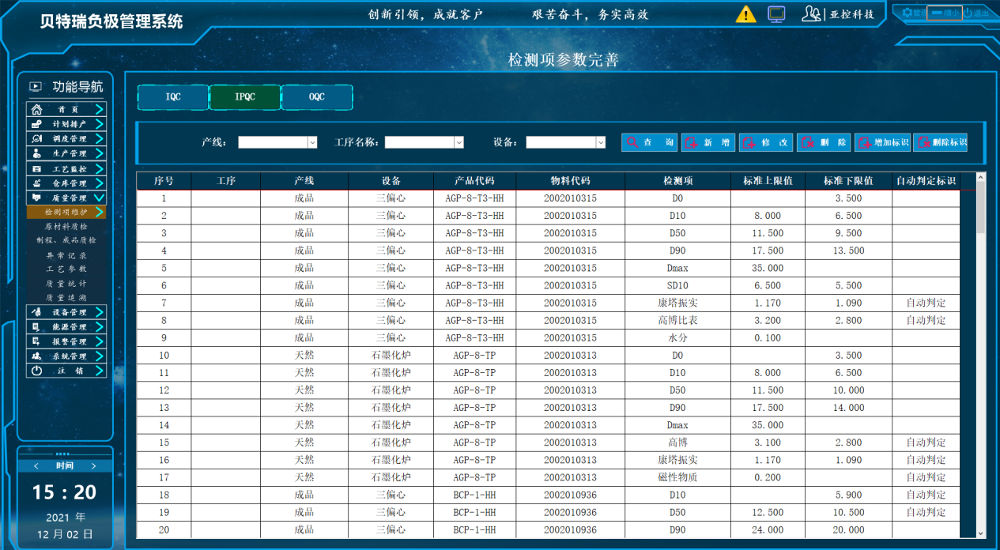 贝特瑞负极管理系统
创新引领，成就客户 艰苦奋斗，务实高效
亚控科技 管理 缩小 退出
检测项参数完善
功能导航
首 页
计划排产
调度管理
生产管理
工艺监控
仓库管理
质量管理
检测项维护
原材料质检
制程、成品质检
异常记录
工艺参数
质量统计
质量追溯
设备管理
能源管理
报警管理
系统管理
注 销
< 时间 >
15 : 20
2021 年
12 月 02 日
IQC IPQC OQC
产线： 工序名称： 设备： 查 询 新 增 修 改 删 除 增加标识 删除标识
序号 工序 产线 设备 产品代码 物料代码 检测项 标准上限值 标准下限值 自动判定标识
1 成品 三偏心 AGP-8-T3-HH 2002010315 D0 3.500
2 成品 三偏心 AGP-8-T3-HH 2002010315 D10 8.000 6.500
3 成品 三偏心 AGP-8-T3-HH 2002010315 D50 11.500 9.500
4 成品 三偏心 AGP-8-T3-HH 2002010315 D90 17.500 13.500
5 成品 三偏心 AGP-8-T3-HH 2002010315 Dmax 35.000
6 成品 三偏心 AGP-8-T3-HH 2002010315 SD10 6.500 5.500
7 成品 三偏心 AGP-8-T3-HH 2002010315 康塔振实 1.170 1.090 自动判定
8 成品 三偏心 AGP-8-T3-HH 2002010315 高博比表 3.200 2.800 自动判定
9 成品 三偏心 AGP-8-T3-HH 2002010315 水分 0.100
10 天然 石墨化炉 AGP-8-TP 2002010313 D0 3.500
11 天然 石墨化炉 AGP-8-TP 2002010313 D10 8.000 6.500
12 天然 石墨化炉 AGP-8-TP 2002010313 D50 11.500 10.000
13 天然 石墨化炉 AGP-8-TP 2002010313 D90 17.500 14.000
14 天然 石墨化炉 AGP-8-TP 2002010313 Dmax 35.000
15 天然 石墨化炉 AGP-8-TP 2002010313 高博 3.100 2.800 自动判定
16 天然 石墨化炉 AGP-8-TP 2002010313 康塔振实 1.170 1.090 自动判定
17 天然 石墨化炉 AGP-8-TP 2002010313 磁性物质 0.200 自动判定
18 成品 三偏心 BCP-1-HH 2002010936 D10 5.900 自动判定
19 成品 三偏心 BCP-1-HH 2002010936 D50 12.500 10.500 自动判定
20 成品 三偏心 BCP-1-HH 2002010936 D90 24.000 20.000